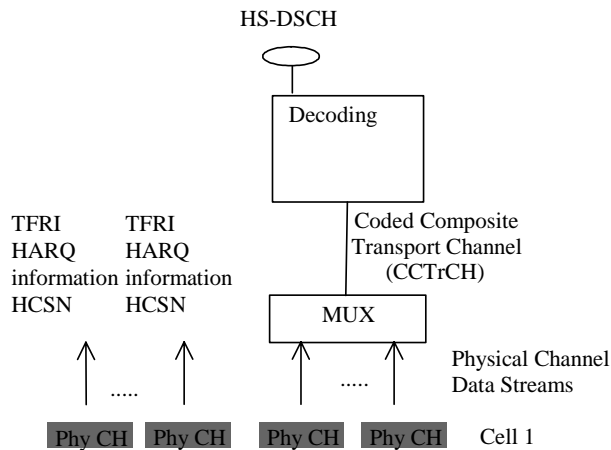 HS-DSCH
Decoding
TFRI
HARQ
information
HCSN
TFRI
HARQ
information
HCSN
Coded Composite
Transport Channel
(CCTrCH)
MUX
Physical Channel
Data Streams
.....
.....
Phy CH
Phy CH
Phy CH
Phy CH
Cell 1